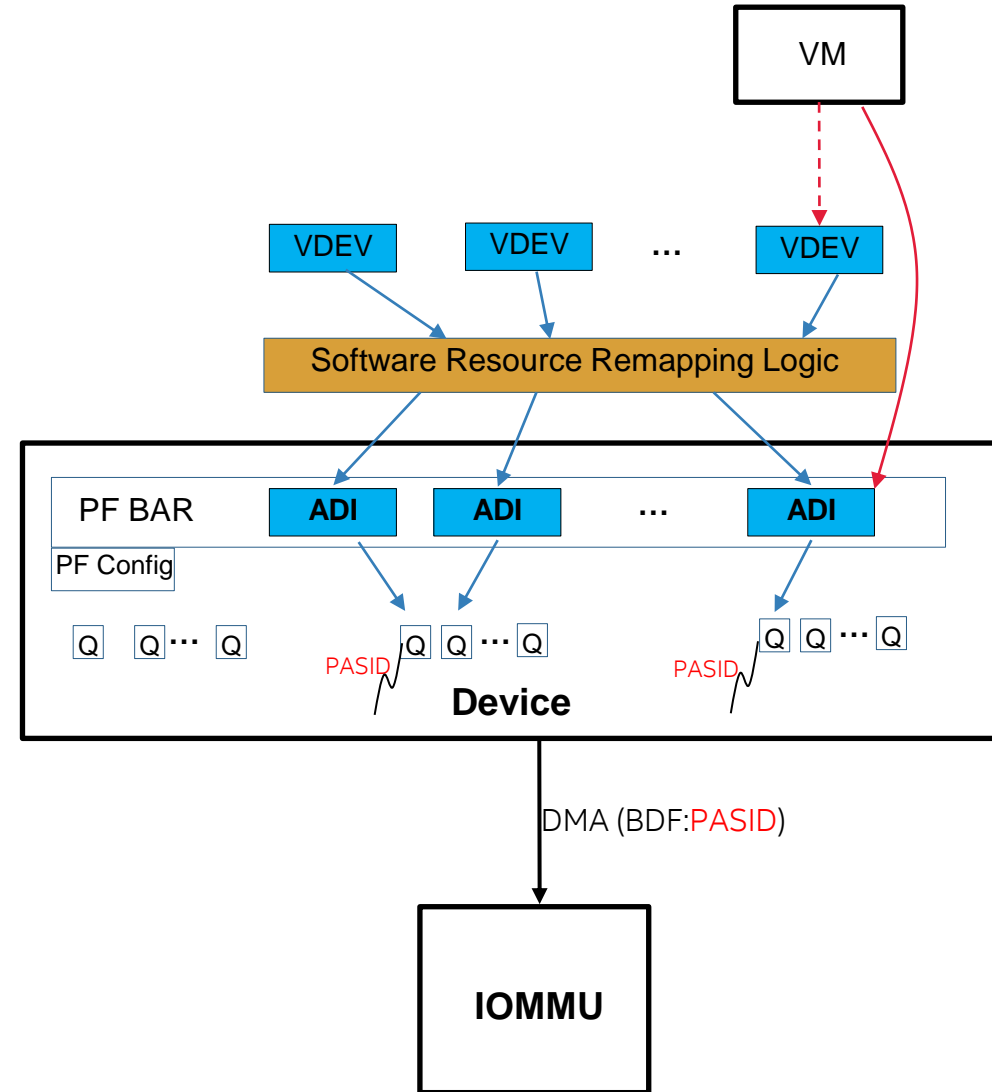 VM
VDEV
VDEV
...
VDEV
Software Resource Remapping Logic
PF BAR
ADI
ADI
...
ADI
PF Config
Q
Q
...
Q
Q
Q
...
Q
Q
Q
...
Q
PASID
PASID
Device
DMA (BDF:PASID)
IOMMU